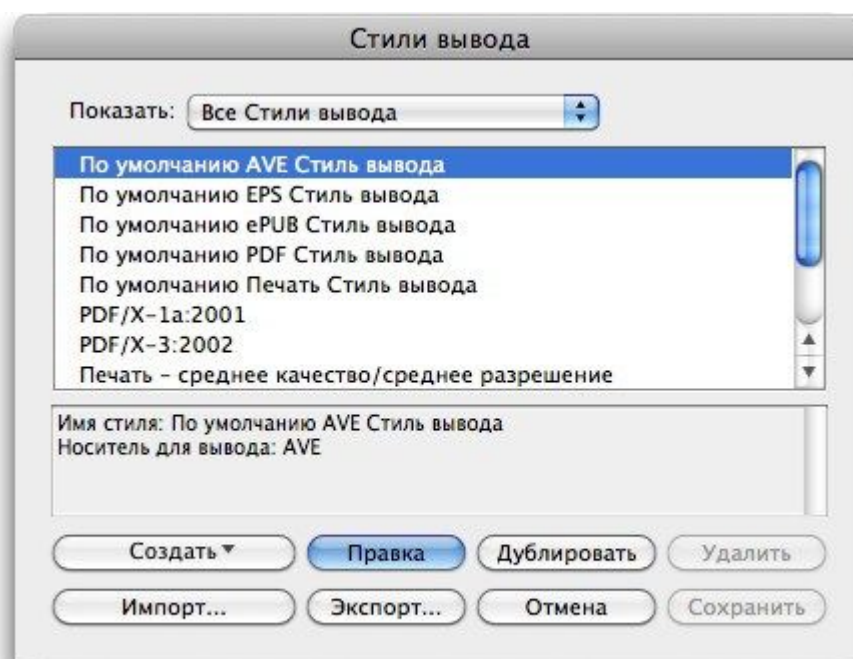 Стили вывода
Показать: Все Стили вывода
По умолчанию AVE Стиль вывода
По умолчанию EPS Стиль вывода
По умолчанию ePUB Стиль вывода
По умолчанию PDF Стиль вывода
По умолчанию Печать Стиль вывода
PDF/X-1a:2001
PDF/X-3:2002
Печать - среднее качество/среднее разрешение
Имя стиля: По умолчанию AVE Стиль вывода
Носитель для вывода: AVE
Создать Правка Дублировать Удалить
Импорт... Экспорт... Отмена Сохранить